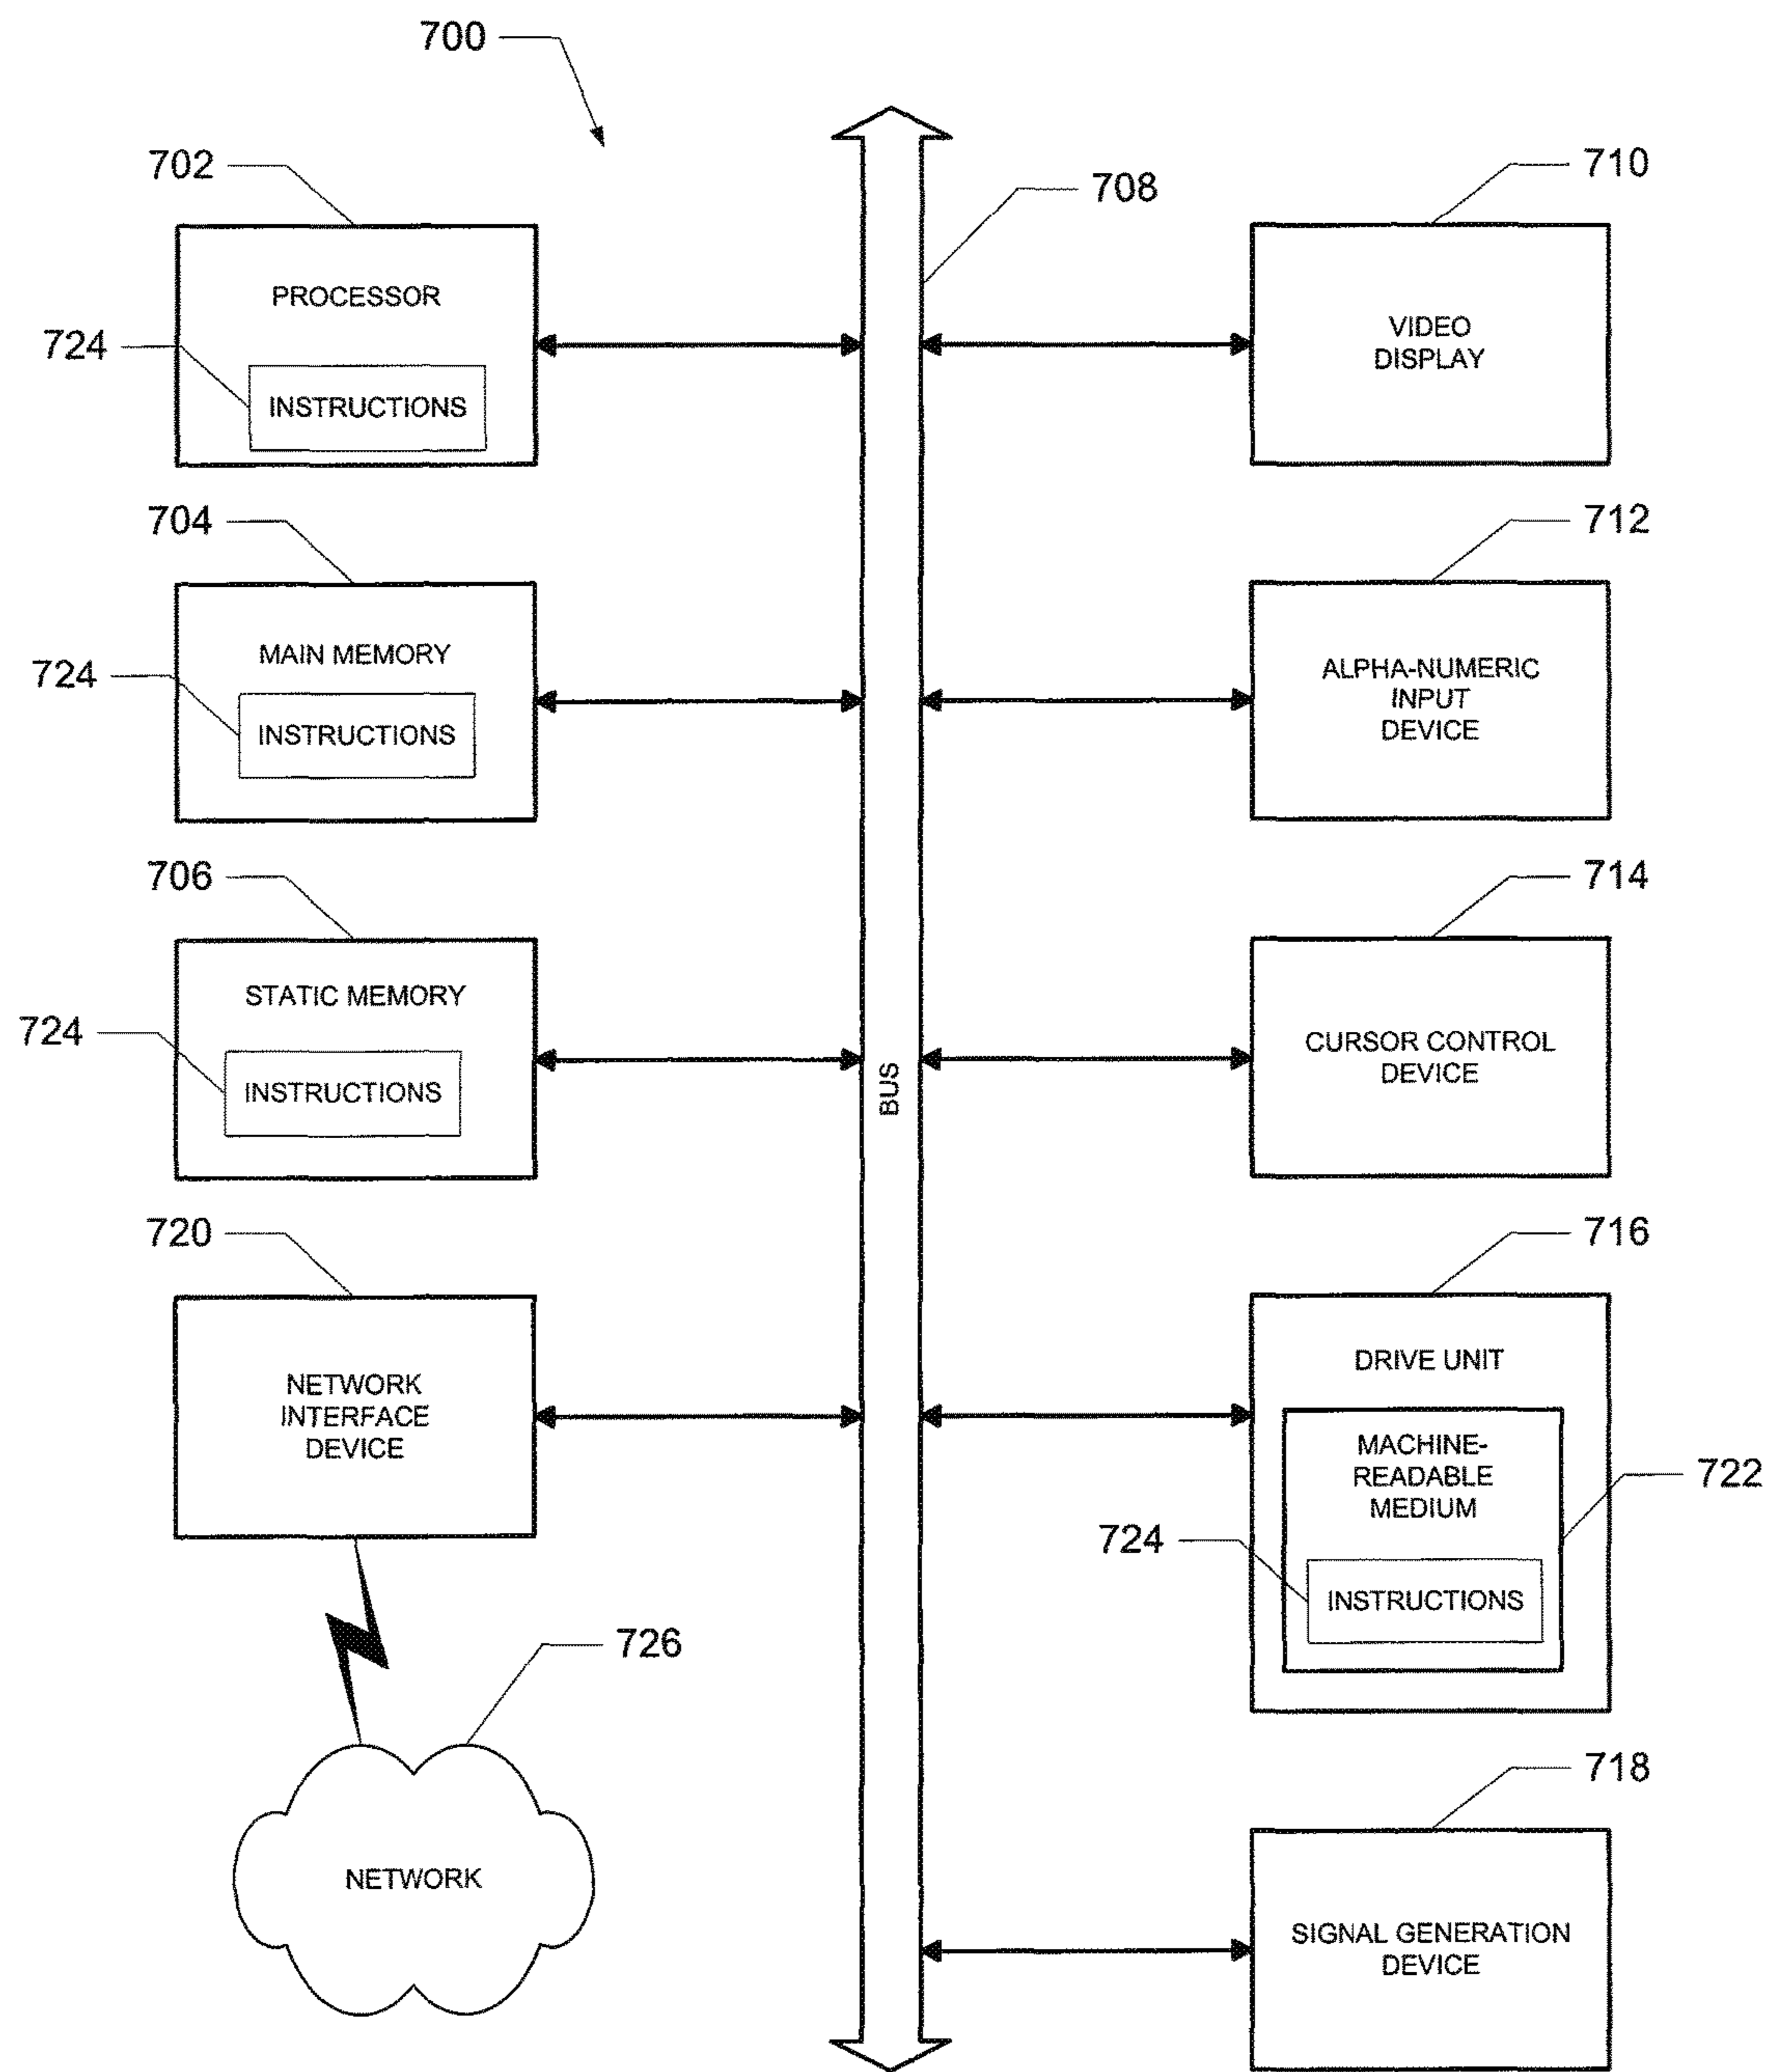 700
702
PROCESSOR
724
INSTRUCTIONS
704
MAIN MEMORY
724
INSTRUCTIONS
706
STATIC MEMORY
724
INSTRUCTIONS
720
NETWORK
INTERFACE
DEVICE
726
NETWORK
708
BUS
710
VIDEO
DISPLAY
712
ALPHA-NUMERIC
INPUT
DEVICE
714
CURSOR CONTROL
DEVICE
716
DRIVE UNIT
MACHINE-
READABLE
MEDIUM
722
724
INSTRUCTIONS
718
SIGNAL GENERATION
DEVICE